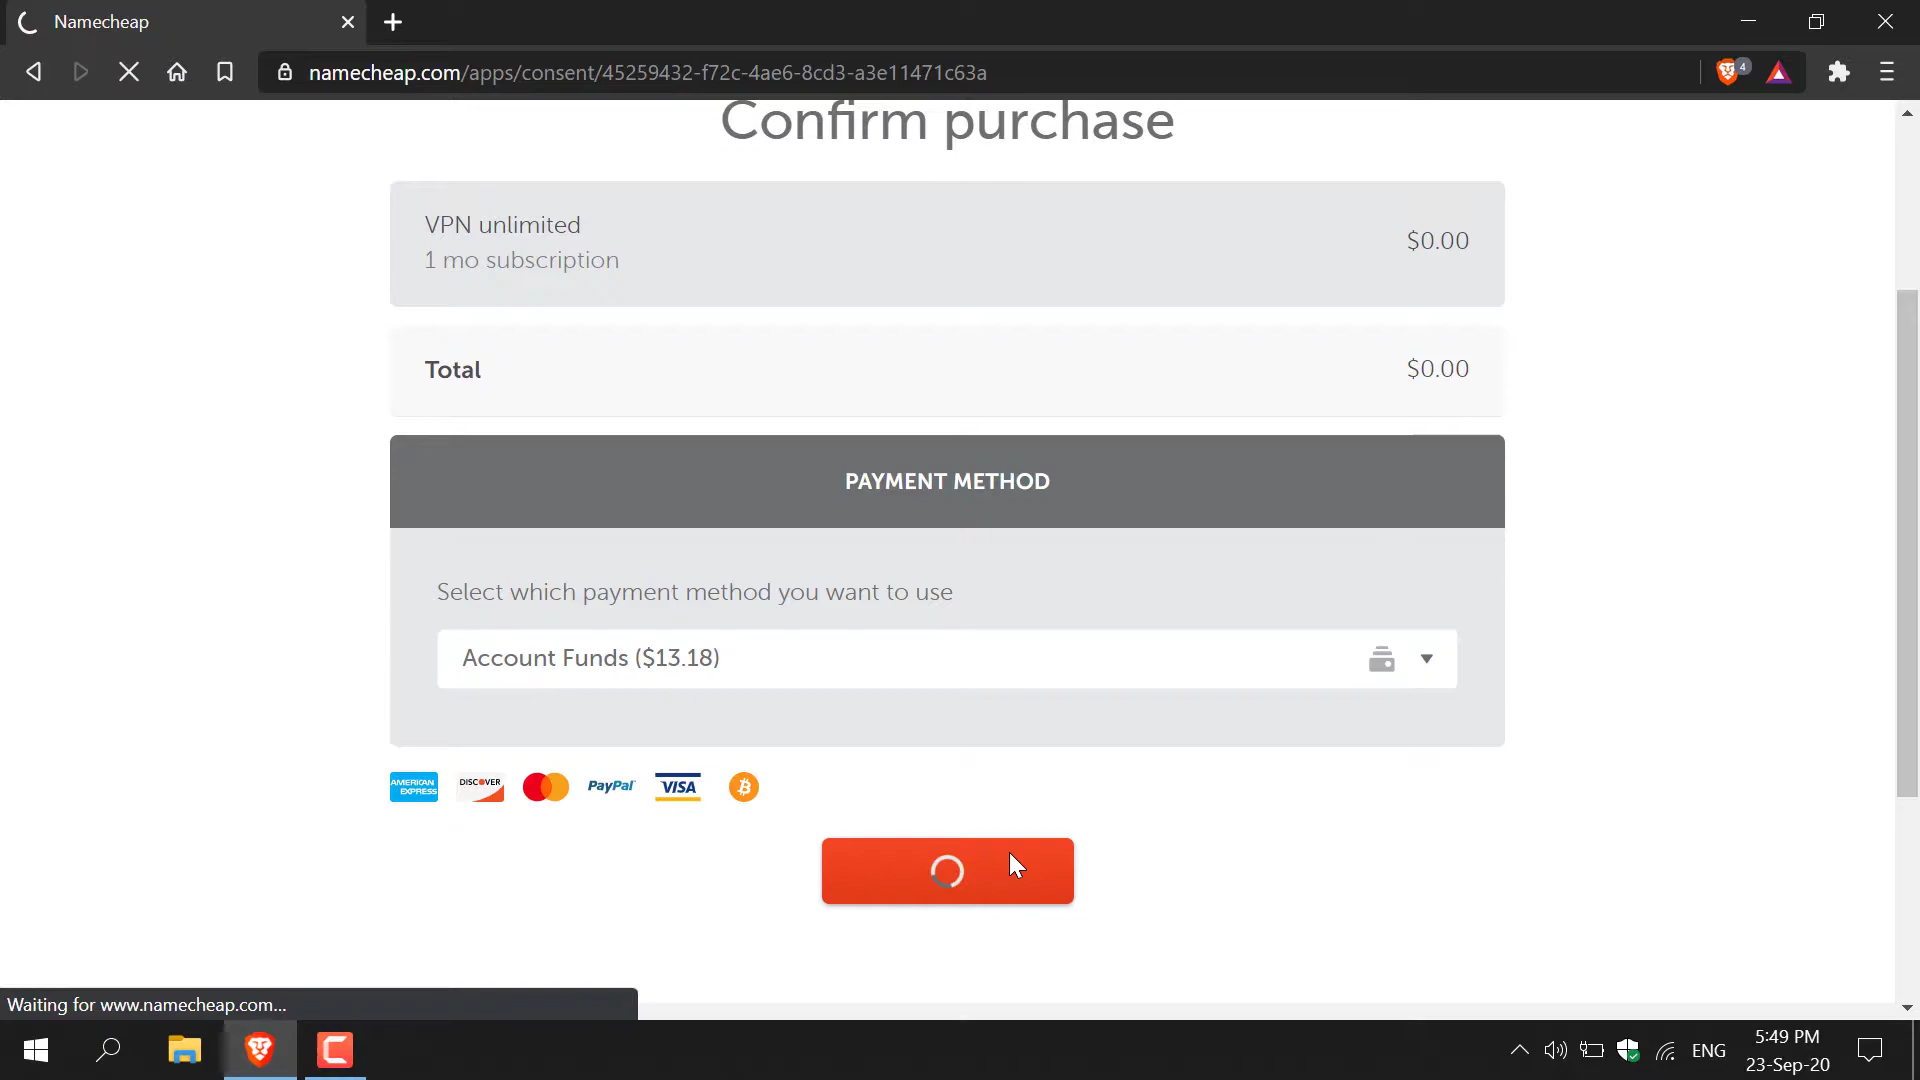 Namecheap
namecheap.com/apps/consent/45259432-f72c-4ae6-8cd3-a3e11471c63a
4
Confirm purchase
VPN unlimited
1 mo subscription
$0.00
Total
$0.00
PAYMENT METHOD
Select which payment method you want to use
Account Funds ($13.18)
AMERICAN EXPRESS
DISCOVER
PayPal
VISA
Waiting for www.namecheap.com...
ENG
5:49 PM
23-Sep-20